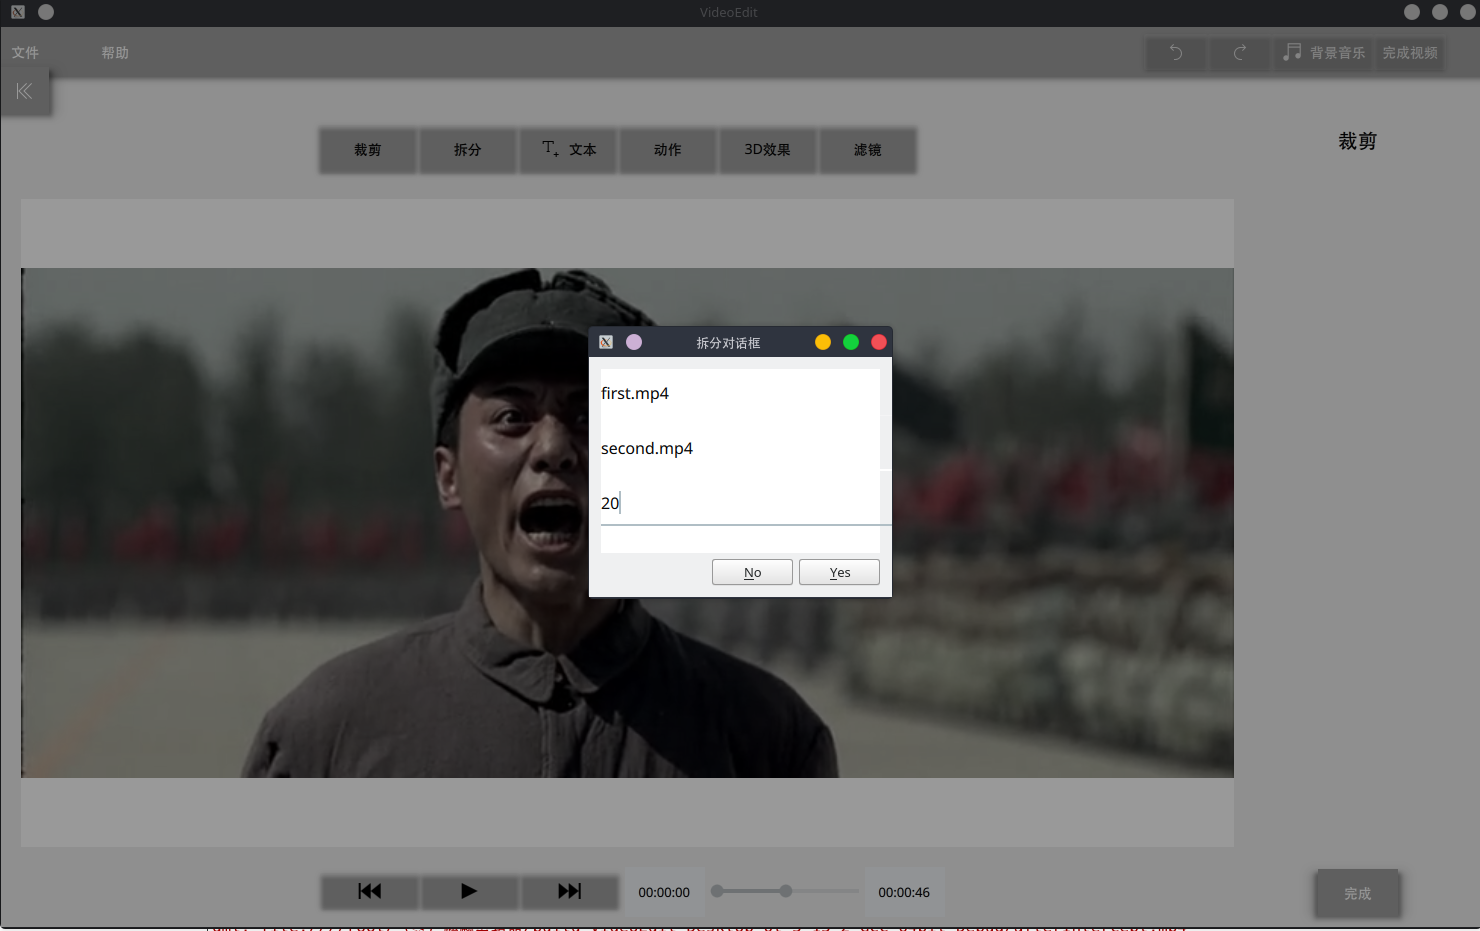 VideoEdit
文件
帮助
背景音乐
完成视频
裁剪
拆分
T+ 文本
动作
3D效果
滤镜
裁剪
拆分对话框
first.mp4
second.mp4
20
No
Yes
00:00:00
00:00:46
完成